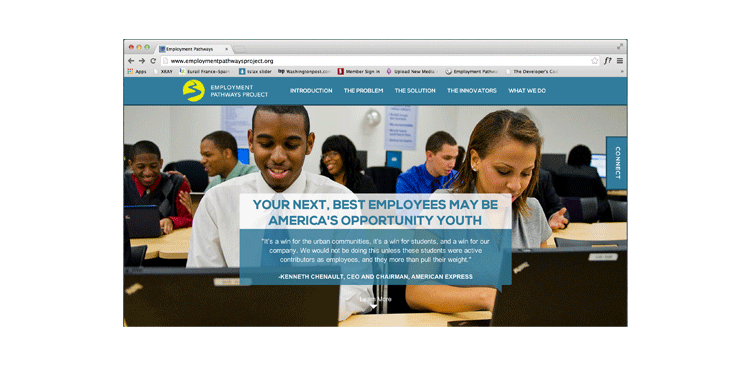 Employment Pathways
www.employmentpathwaysproject.org
Apps XRAY Eurail France-Spain tslax slider Washingtonpost.com Member Sign in Upload New Media Employment Pathwa The Developer's Cod
EMPLOYMENT
PATHWAYS PROJECT
INTRODUCTION THE PROBLEM THE SOLUTION THE INNOVATORS WHAT WE DO
CONNECT
YOUR NEXT, BEST EMPLOYEES MAY BE
AMERICA'S OPPORTUNITY YOUTH
"It's a win for the urban communities, it's a win for students, and a win for our
company. We would not be doing this unless these students were active
contributors as employees, and they more than pull their weight."
-KENNETH CHENAULT, CEO AND CHAIRMAN, AMERICAN EXPRESS
Learn More